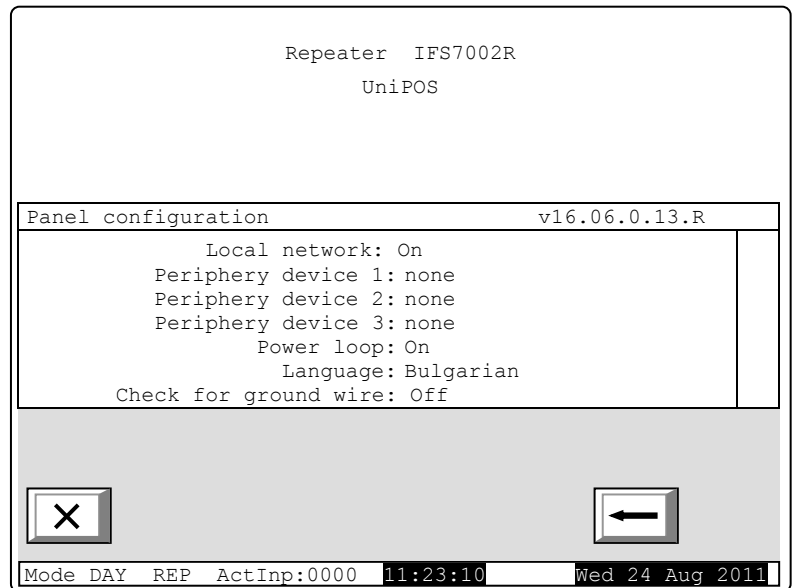 Repeater IFS7002R
UniPOS
Panel configuration v16.06.0.13.R
Local network: On
Periphery device 1: none
Periphery device 2: none
Periphery device 3: none
Power loop: On
Language: Bulgarian
Check for ground wire: Off
Mode DAY REP ActInp:0000 11:23:10 Wed 24 Aug 2011